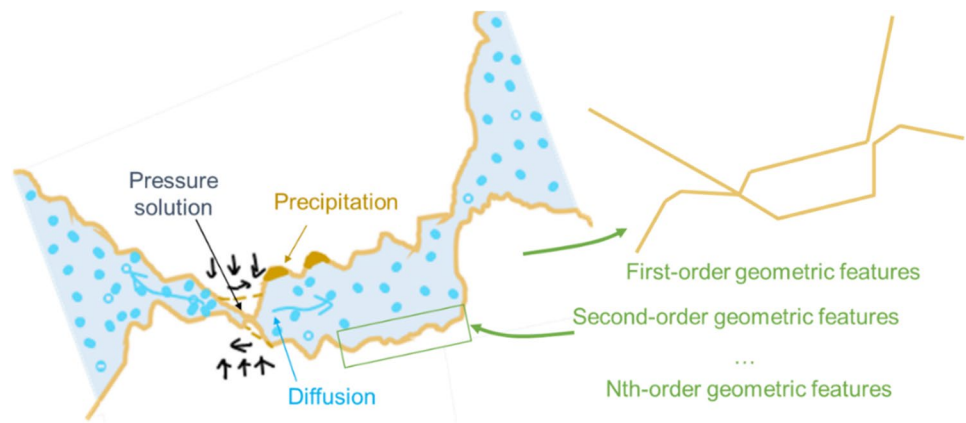 Pressure
solution
Precipitation
Diffusion
First-order geometric features
Second-order geometric features
...
Nth-order geometric features